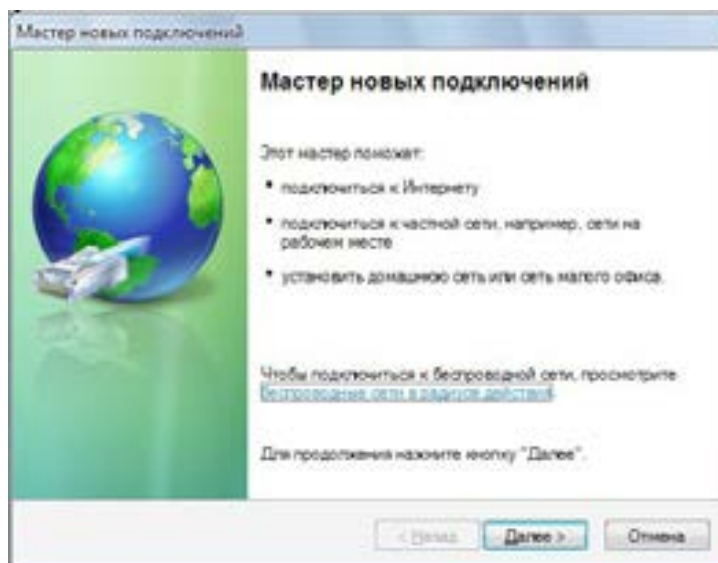 Мастер новых подключений
Мастер новых подключений
Этот мастер поможет:
• подключиться к Интернету
• подключиться к частной сети, например, сети на
рабочем месте
• установить домашнюю сеть или сеть малого офиса.
Чтобы подключиться к беспроводной сети, просмотрите
беспроводные сети в радиусе действия.
Для продолжения нажмите кнопку "Далее".
< Назад
Далее >
Отмена